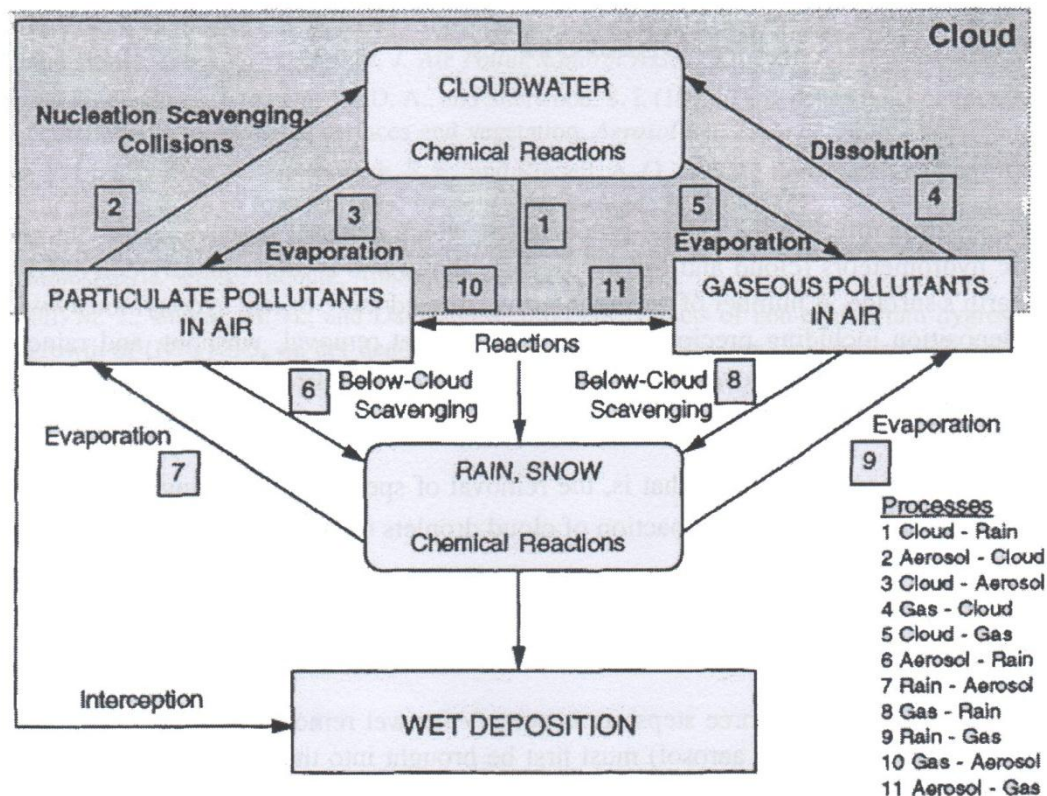 Cloud
CLOUDWATER
Chemical Reactions
Nucleation Scavenging,
Collisions
Dissolution
2
3
1
5
4
Evaporation
Evaporation
PARTICULATE POLLUTANTS
IN AIR
10
11
GASEOUS POLLUTANTS
IN AIR
Reactions
6
Below-Cloud
Scavenging
Below-Cloud
Scavenging
8
Evaporation
7
Evaporation
9
RAIN, SNOW
Chemical Reactions
Processes
1 Cloud - Rain
2 Aerosol - Cloud
3 Cloud - Aerosol
4 Gas - Cloud
5 Cloud - Gas
6 Aerosol - Rain
7 Rain - Aerosol
8 Gas - Rain
9 Rain - Gas
10 Gas - Aerosol
11 Aerosol - Gas
Interception
WET DEPOSITION